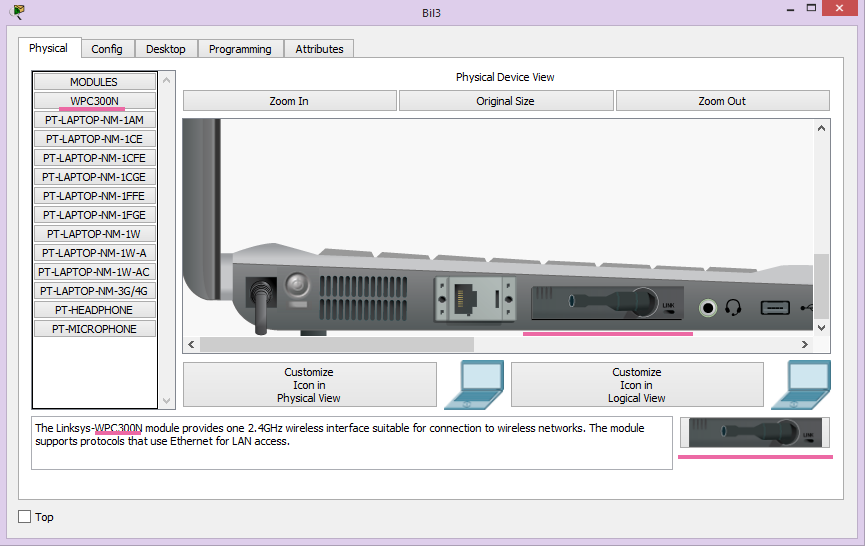 Bil3
Physical
Config
Desktop
Programming
Attributes
MODULES
WPC300N
PT-LAPTOP-NM-1AM
PT-LAPTOP-NM-1CE
PT-LAPTOP-NM-1CFE
PT-LAPTOP-NM-1CGE
PT-LAPTOP-NM-1FFE
PT-LAPTOP-NM-1FGE
PT-LAPTOP-NM-1W
PT-LAPTOP-NM-1W-A
PT-LAPTOP-NM-1W-AC
PT-LAPTOP-NM-3G/4G
PT-HEADPHONE
PT-MICROPHONE
Physical Device View
Zoom In
Original Size
Zoom Out
LINK
Customize
Icon in
Physical View
Customize
Icon in
Logical View
The Linksys-WPC300N module provides one 2.4GHz wireless interface suitable for connection to wireless networks. The module
supports protocols that use Ethernet for LAN access.
LINK
Top